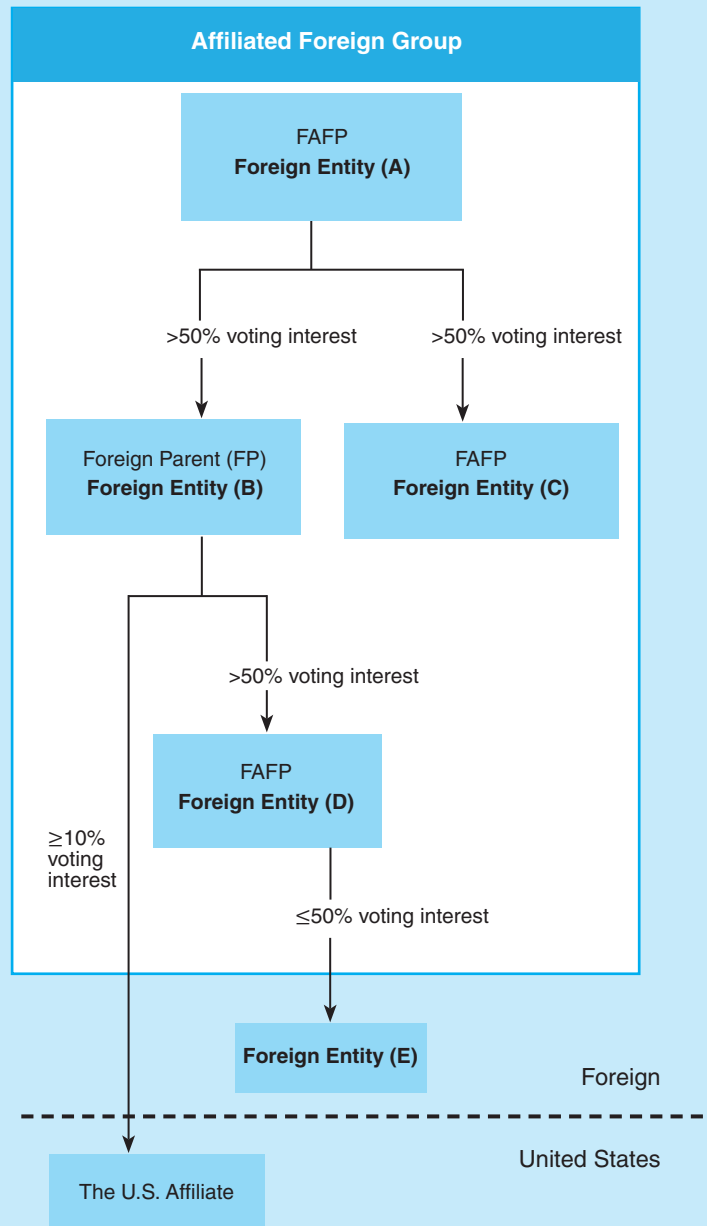 Affiliated Foreign Group
FAFP
Foreign Entity (A)
>50% voting interest
>50% voting interest
Foreign Parent (FP)
Foreign Entity (B)
FAFP
Foreign Entity (C)
>50% voting interest
FAFP
Foreign Entity (D)
≥10%
voting
interest
≤50% voting interest
Foreign Entity (E)
Foreign
United States
The U.S. Affiliate